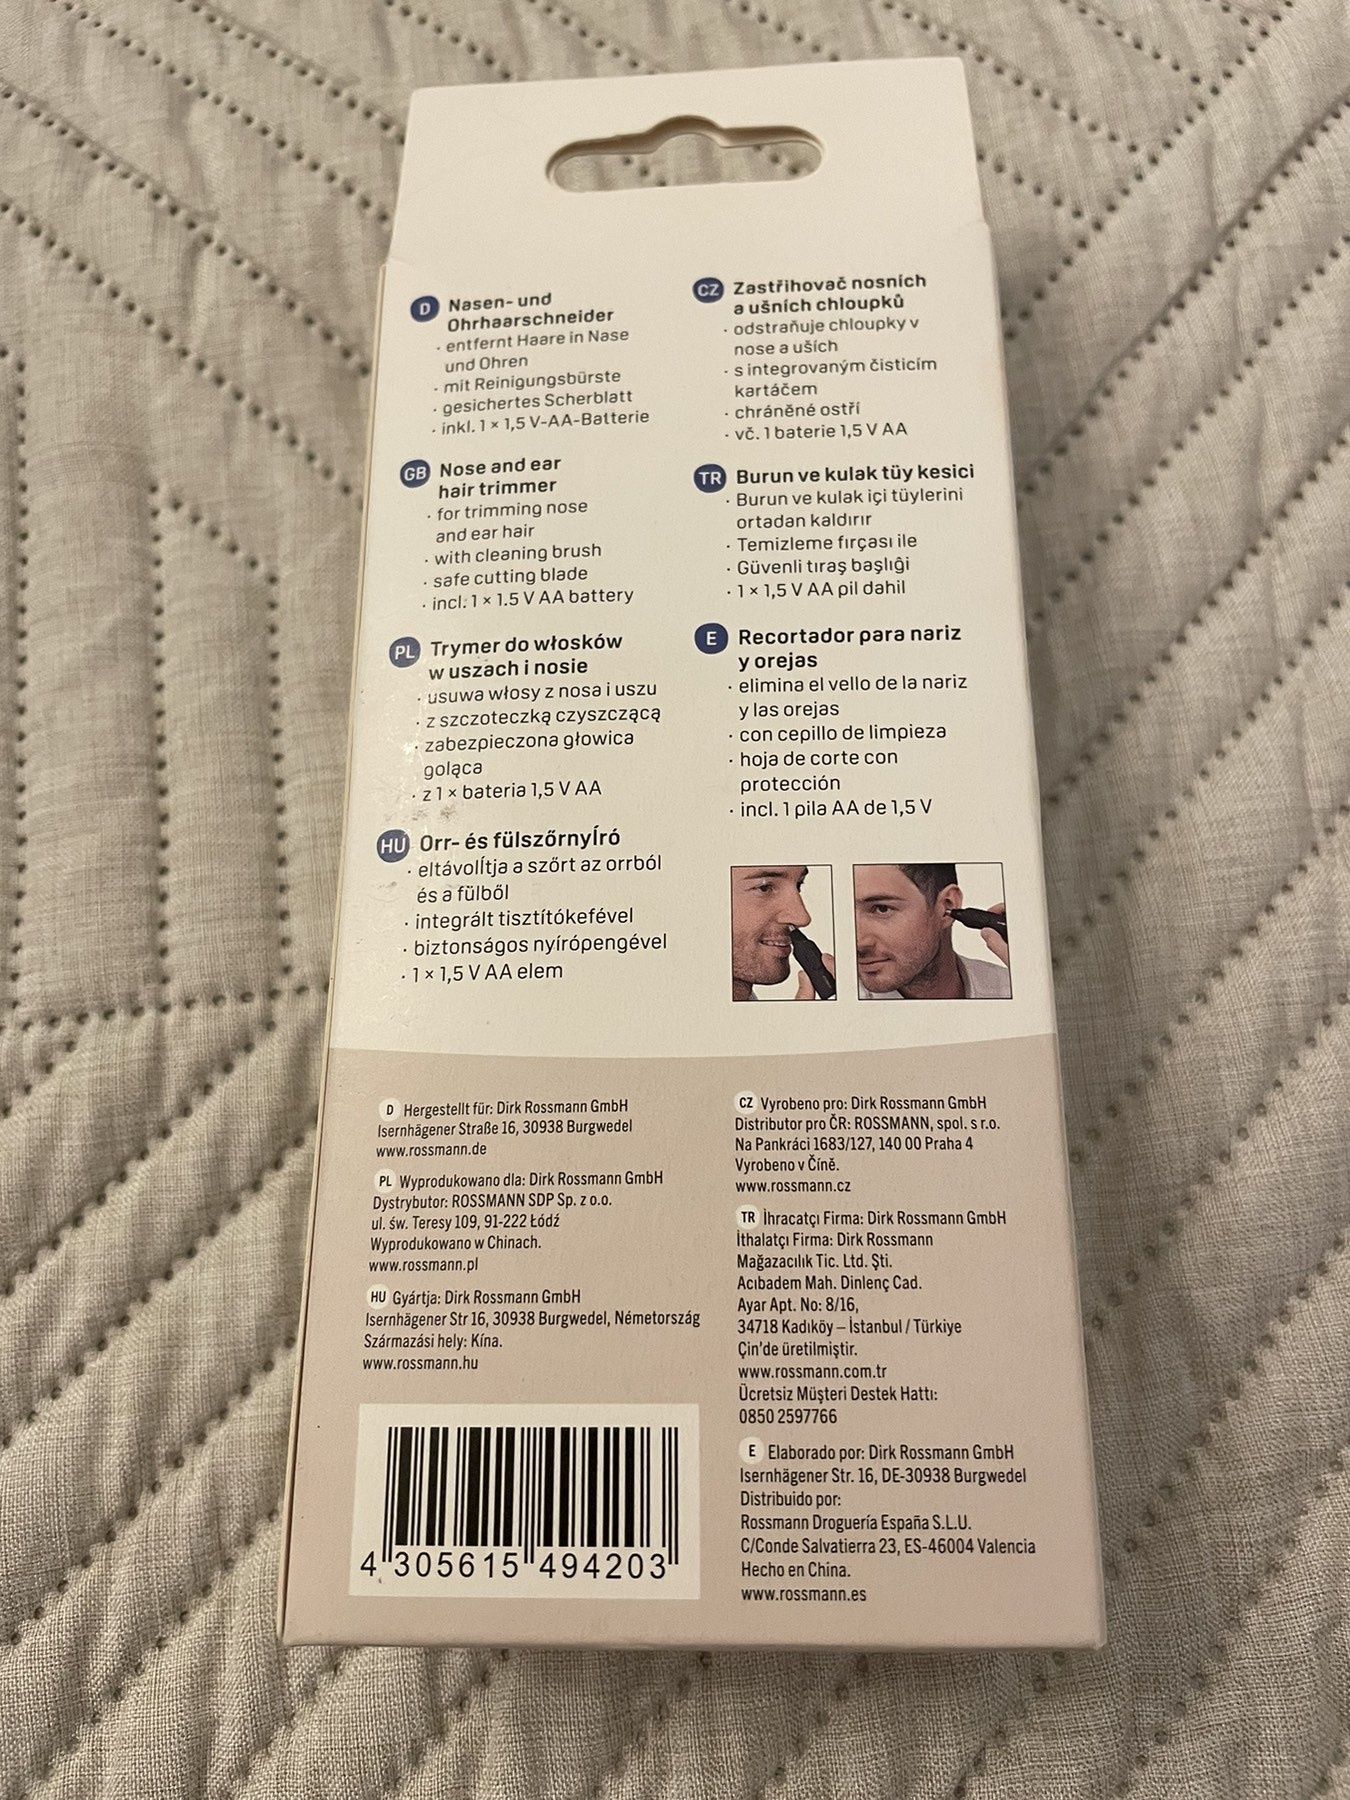 D Nasen- und
Ohrhaarschneider
· entfernt Haare in Nase
und Ohren
· mit Reinigungsbürste
· gesichertes Scherblatt
· inkl. 1 × 1,5 V-AA-Batterie
GB Nose and ear
hair trimmer
· for trimming nose
and ear hair
· with cleaning brush
· safe cutting blade
· incl. 1 × 1.5 V AA battery
PL Trymer do włosków
w uszach i nosie
· usuwa włosy z nosa i uszu
· z szczoteczką czyszczącą
· zabezpieczona głowica
goląca
· z 1 × bateria 1,5 V AA
HU Orr- és fülszőrnyÍró
· eltávolÍtja a szőrt az orrból
és a fülből
· integrált tisztítókefével
· biztonságos nyírópengével
· 1 × 1,5 V AA elem
CZ Zastřihovač nosních
a ušních chloupků
· odstraňuje chloupky v
nose a uších
· s integrovaným čisticím
kartáčem
· chráněné ostří
· vč. 1 baterie 1,5 V AA
TR Burun ve kulak tüy kesici
· Burun ve kulak içi tüylerini
ortadan kaldırır
· Temizleme fırçası ile
· Güvenli tıraş başlıği
· 1 × 1,5 V AA pil dahil
E Recortador para nariz
y orejas
· elimina el vello de la nariz
y las orejas
· con cepillo de limpieza
· hoja de corte con
protección
· incl. 1 pila AA de 1,5 V
D Hergestellt für: Dirk Rossmann GmbH
Isernhägener Straße 16, 30938 Burgwedel
www.rossmann.de
PL Wyprodukowano dla: Dirk Rossmann GmbH
Dystrybutor: ROSSMANN SDP Sp. z o.o.
ul. św. Teresy 109, 91-222 Łódź
Wyprodukowano w Chinach.
www.rossmann.pl
HU Gyártja: Dirk Rossmann GmbH
Isernhägener Str 16, 30938 Burgwedel, Németország
Származási hely: Kína.
www.rossmann.hu
4 305615 494203
CZ Vyrobeno pro: Dirk Rossmann GmbH
Distributor pro ČR: ROSSMANN, spol. s r.o.
Na Pankráci 1683/127, 140 00 Praha 4
Vyrobeno v Číně.
www.rossmann.cz
TR İhracatçı Firma: Dirk Rossmann GmbH
İthalatçı Firma: Dirk Rossmann
Mağazacılık Tic. Ltd. Şti.
Acıbadem Mah. Dinlenç Cad.
Ayar Apt. No: 8/16,
34718 Kadıköy – İstanbul / Türkiye
Çin'de üretilmiştir.
www.rossmann.com.tr
Ücretsiz Müşteri Destek Hattı:
0850 2597766
E Elaborado por: Dirk Rossmann GmbH
Isernhägener Str. 16, DE-30938 Burgwedel
Distribuido por:
Rossmann Droguería España S.L.U.
C/Conde Salvatierra 23, ES-46004 Valencia
Hecho en China.
www.rossmann.es